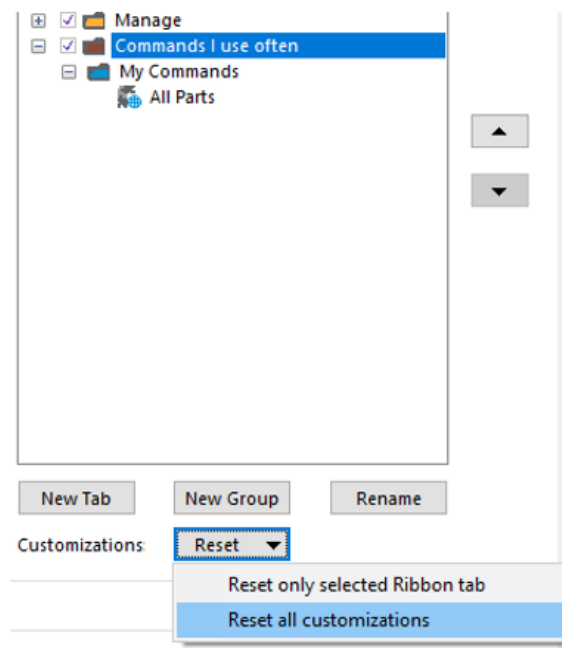 Manage
Commands I use often
My Commands
All Parts
New Tab New Group Rename
Customizations: Reset
Reset only selected Ribbon tab
Reset all customizations